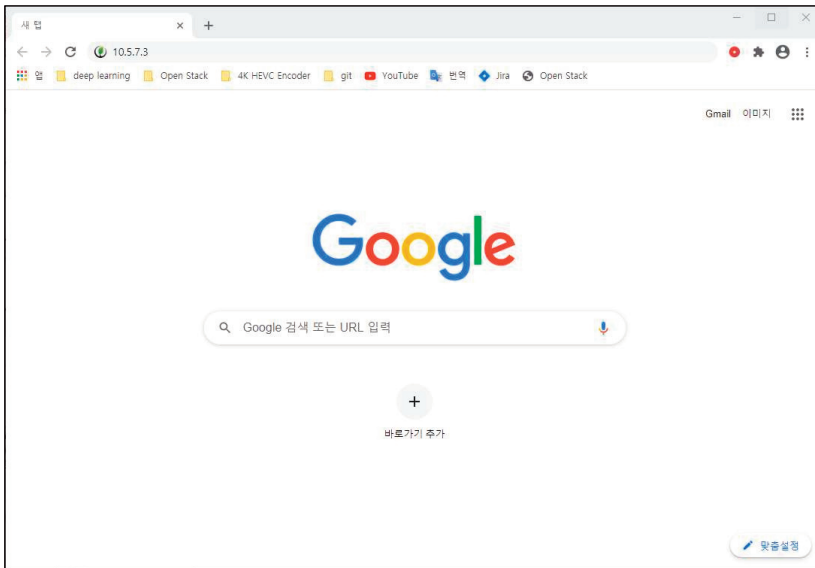 새 탭
10.5.7.3
앱 deep learning Open Stack 4K HEVC Encoder git YouTube 번역 Jira Open Stack
Gmail 이미지
Google
Google 검색 또는 URL 입력
바로가기 추가
맞춤설정